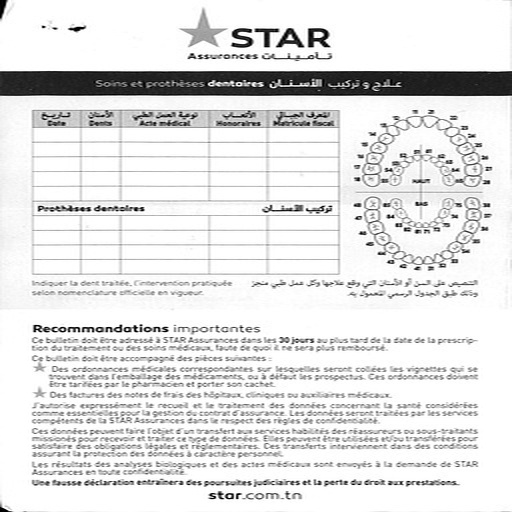 STAR
Assurances تـأميـنـات
Soins et prothèses dentaires علاج و تركيب الأسنـان
تـاريـخ الأسنان نوعية العمل الطبي الأتعـاب المعرف الجبـائي
Date Dents Acte médical Honoraires Matricule fiscal
Prothèses dentaires تركيب الأسنــان
HAUT
BAS
Indiquer la dent traitée, l'intervention pratiquée
selon nomenclature officielle en vigueur.
التنصيص على السن أو الأسنان التي وقع علاجها وكل عمل طبي منجز
وذلك طبق الجدول الرسمي المعمول به.
Recommandations importantes
Ce bulletin doit être adressé à STAR Assurances dans les 30 jours au plus tard de la date de la prescrip-
tion du traitement ou des soins médicaux, faute de quoi il ne sera plus remboursé.
Ce bulletin doit être accompagné des pièces suivantes :
Des ordonnances médicales correspondantes sur lesquelles seront collées les vignettes qui se
trouvent dans l'emballage des médicaments, ou à défaut les prospectus. Ces ordonnances doivent
être tarifées par le pharmacien et porter son cachet.
Des factures des notes de frais des hôpitaux, cliniques ou auxiliaires médicaux.
J'autorise expressément le recueil et le traitement des données concernant la santé considérées
comme essentielles pour la gestion du contrat d'assurance. Les données seront traitées par les services
compétents de la STAR Assurances dans le respect des règles de confidentialité.
Ces données peuvent faire l'objet d'un transfert aux services habilités des réassureurs ou sous-traitants
missionés pour recevoir et traiter ce type de données. Elles peuvent être utilisées et/ou transférées pour
satisfaire des obligations légales et réglementaires. Ces transferts interviennent dans des conditions
assurant la protection des données à caractère personnel.
Les résultats des analyses biologiques et des actes médicaux sont envoyés à la demande de STAR
Assurances en toute confidentialité.
Une fausse déclaration entraînera des poursuites judiciaires et la perte du droit aux prestations.
star.com.tn